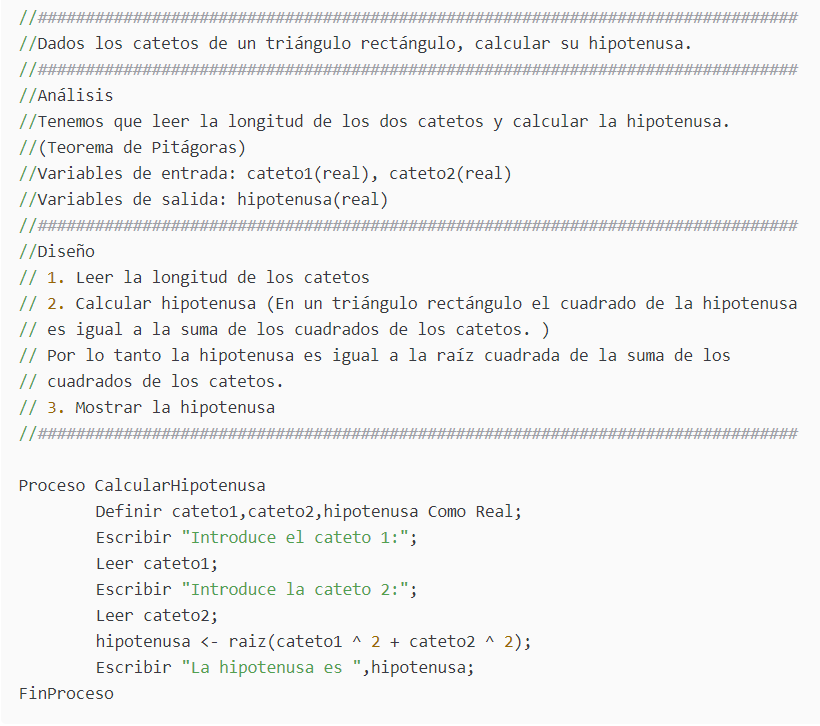 //################################################################################
//Dados los catetos de un triángulo rectángulo, calcular su hipotenusa.
//################################################################################
//Análisis
//Tenemos que leer la longitud de los dos catetos y calcular la hipotenusa.
//(Teorema de Pitágoras)
//Variables de entrada: cateto1(real), cateto2(real)
//Variables de salida: hipotenusa(real)
//################################################################################
//Diseño
// 1. Leer la longitud de los catetos
// 2. Calcular hipotenusa (En un triángulo rectángulo el cuadrado de la hipotenusa
// es igual a la suma de los cuadrados de los catetos. )
// Por lo tanto la hipotenusa es igual a la raíz cuadrada de la suma de los
// cuadrados de los catetos.
// 3. Mostrar la hipotenusa
//################################################################################

Proceso CalcularHipotenusa
        Definir cateto1,cateto2,hipotenusa Como Real;
        Escribir "Introduce el cateto 1:";
        Leer cateto1;
        Escribir "Introduce la cateto 2:";
        Leer cateto2;
        hipotenusa <- raiz(cateto1 ^ 2 + cateto2 ^ 2);
        Escribir "La hipotenusa es ",hipotenusa;
FinProceso